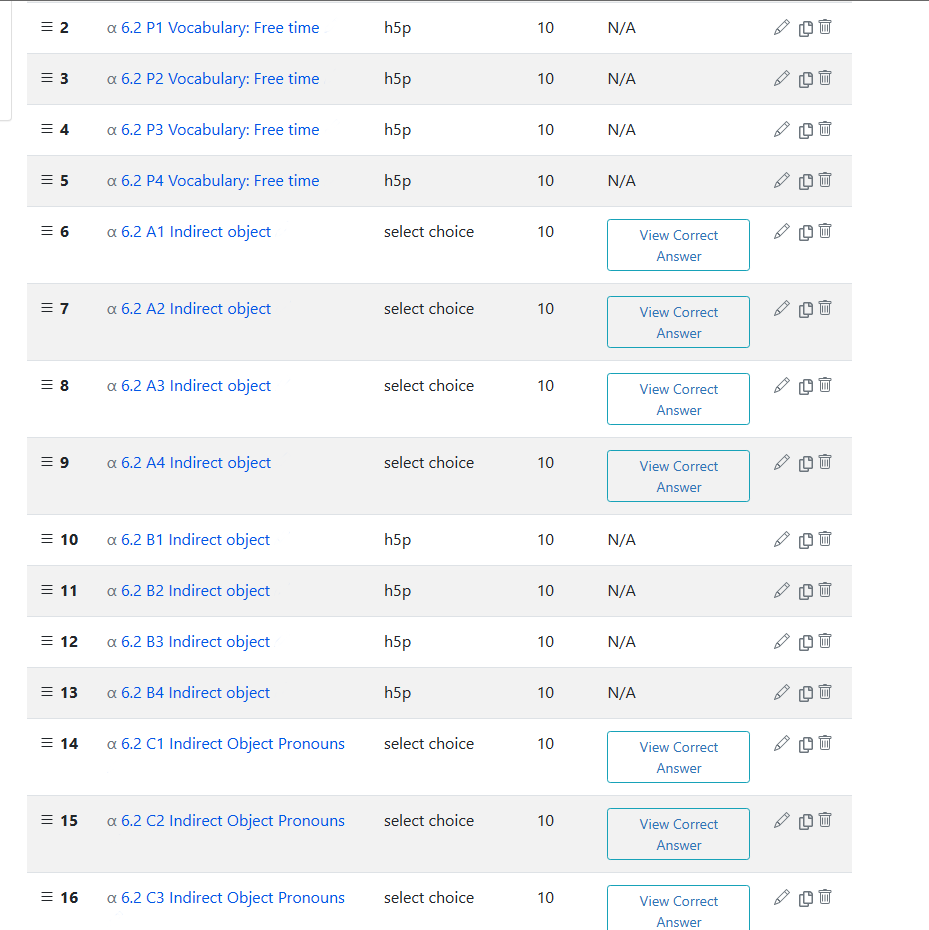 2 α 6.2 P1 Vocabulary: Free time h5p 10 N/A
3 α 6.2 P2 Vocabulary: Free time h5p 10 N/A
4 α 6.2 P3 Vocabulary: Free time h5p 10 N/A
5 α 6.2 P4 Vocabulary: Free time h5p 10 N/A
6 α 6.2 A1 Indirect object select choice 10 View Correct
Answer
7 α 6.2 A2 Indirect object select choice 10 View Correct
Answer
8 α 6.2 A3 Indirect object select choice 10 View Correct
Answer
9 α 6.2 A4 Indirect object select choice 10 View Correct
Answer
10 α 6.2 B1 Indirect object h5p 10 N/A
11 α 6.2 B2 Indirect object h5p 10 N/A
12 α 6.2 B3 Indirect object h5p 10 N/A
13 α 6.2 B4 Indirect object h5p 10 N/A
14 α 6.2 C1 Indirect Object Pronouns select choice 10 View Correct
Answer
15 α 6.2 C2 Indirect Object Pronouns select choice 10 View Correct
Answer
16 α 6.2 C3 Indirect Object Pronouns select choice 10 View Correct
Answer